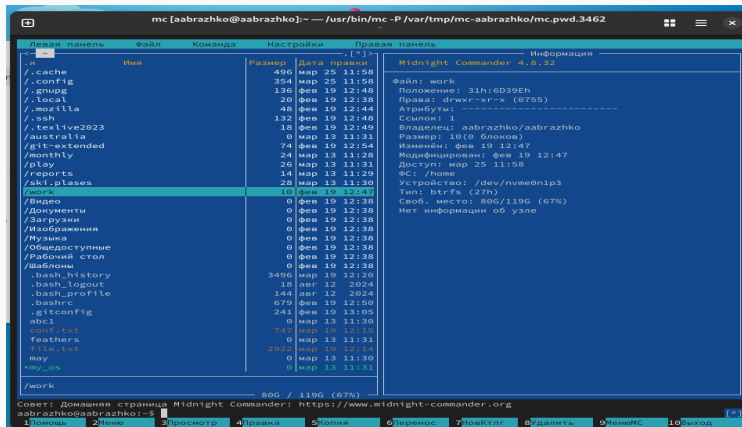 mc [aabrazhko@aabrazhko]:~ — /usr/bin/mc -P /var/tmp/mc-aabrazhko/mc.pwd.3462
Левая панель Файл Команда Настройки Правая панель
<— ~ .[^]> Информация
.и Имя Размер Дата правки Midnight Commander 4.8.32
/.cache 496 мар 25 11:58
/.config 354 мар 25 11:58 Файл: work
/.gnupg 136 фев 19 12:48 Положение: 31h:6D39Eh
/.local 20 фев 19 12:38 Права: drwxr-xr-x (0755)
/.mozilla 48 фев 19 12:44 Атрибуты:
/.ssh 132 фев 19 12:48 Ссылок: 1
/.texlive2023 18 фев 19 12:49 Владелец: aabrazhko/aabrazhko
/australia 0 мар 13 11:31 Размер: 10(0 блоков)
/git-extended 74 фев 19 12:54 Изменён: фев 19 12:47
/monthly 24 мар 13 11:28 Модифицирован: фев 19 12:47
/play 26 мар 13 11:31 Доступ: мар 25 11:58
/reports 14 мар 13 11:29 ФС: /home
/ski.plases 28 мар 13 11:30 Устройство: /dev/nvme0n1p3
/work 10 фев 19 12:47 Тип: btrfs (27h)
/Видео 0 фев 19 12:38 Своб. место: 80G/119G (67%)
/Документы 0 фев 19 12:38 Нет информации об узле
/Загрузки 0 фев 19 12:38
/Изображения 0 фев 19 12:38
/Музыка 0 фев 19 12:38
/Общедоступные 0 фев 19 12:38
/Рабочий стол 0 фев 19 12:38
/Шаблоны 0 фев 19 12:38
.bash_history 3496 мар 19 12:20
.bash_logout 18 авг 12 2024
.bash_profile 144 авг 12 2024
.bashrc 679 фев 19 12:50
.gitconfig 241 фев 19 13:05
abc1 0 мар 13 11:30
conf.txt 747 мар 19 12:15
feathers 0 мар 13 11:31
file.txt 2922 мар 19 12:14
may 0 мар 13 11:30
*my_os 0 мар 13 11:31
/work
80G / 119G (67%)
Совет: Домашняя страница Midnight Commander: https://www.midnight-commander.org
aabrazhko@aabrazhko:~$ [^]
1Помощь 2Меню 3Просмотр 4Правка 5Копия 6Перенос 7НовКтлг 8Удалить 9МенюMC 10Выход